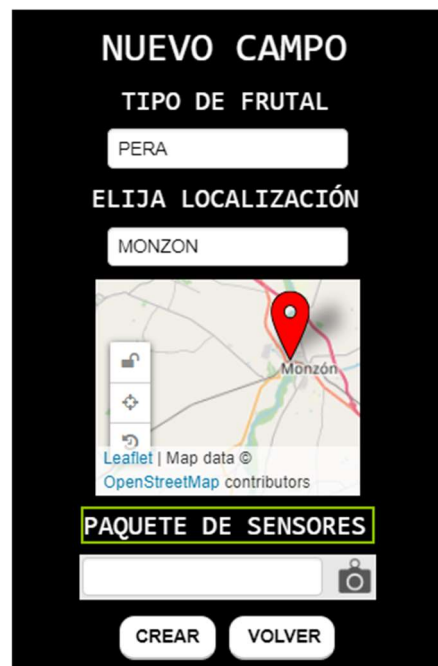 NUEVO CAMPO
TIPO DE FRUTAL
PERA
ELIJA LOCALIZACIÓN
MONZON
Monzón
Leaflet | Map data ©
OpenStreetMap contributors
PAQUETE DE SENSORES
CREAR VOLVER